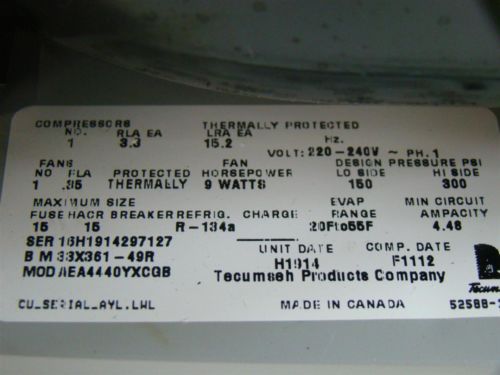 COMPRESSORS THERMALLY PROTECTED
NO. RLA EA LRA EA Hz.
1 3.3 15.2
VOLT: 220-240V ~ PH. 1
FANS FAN DESIGN PRESSURE PSI
NO FLA PROTECTED HORSEPOWER LO SIDE HI SIDE
1 .35 THERMALLY 9 WATTS 150 300
MAXIMUM SIZE EVAP MIN CIRCUIT
FUSE HACR BREAKER REFRIG. CHARGE RANGE AMPACITY
15 15 R-134a 20Fto55F 4.48
SER 16H1914297127 UNIT DATE COMP. DATE
B M 33X361-49R H1914 F1112
MOD AEA4440YXCGB Tecumseh Products Company
CU_SERIAL_AYL.LWL MADE IN CANADA 52588-